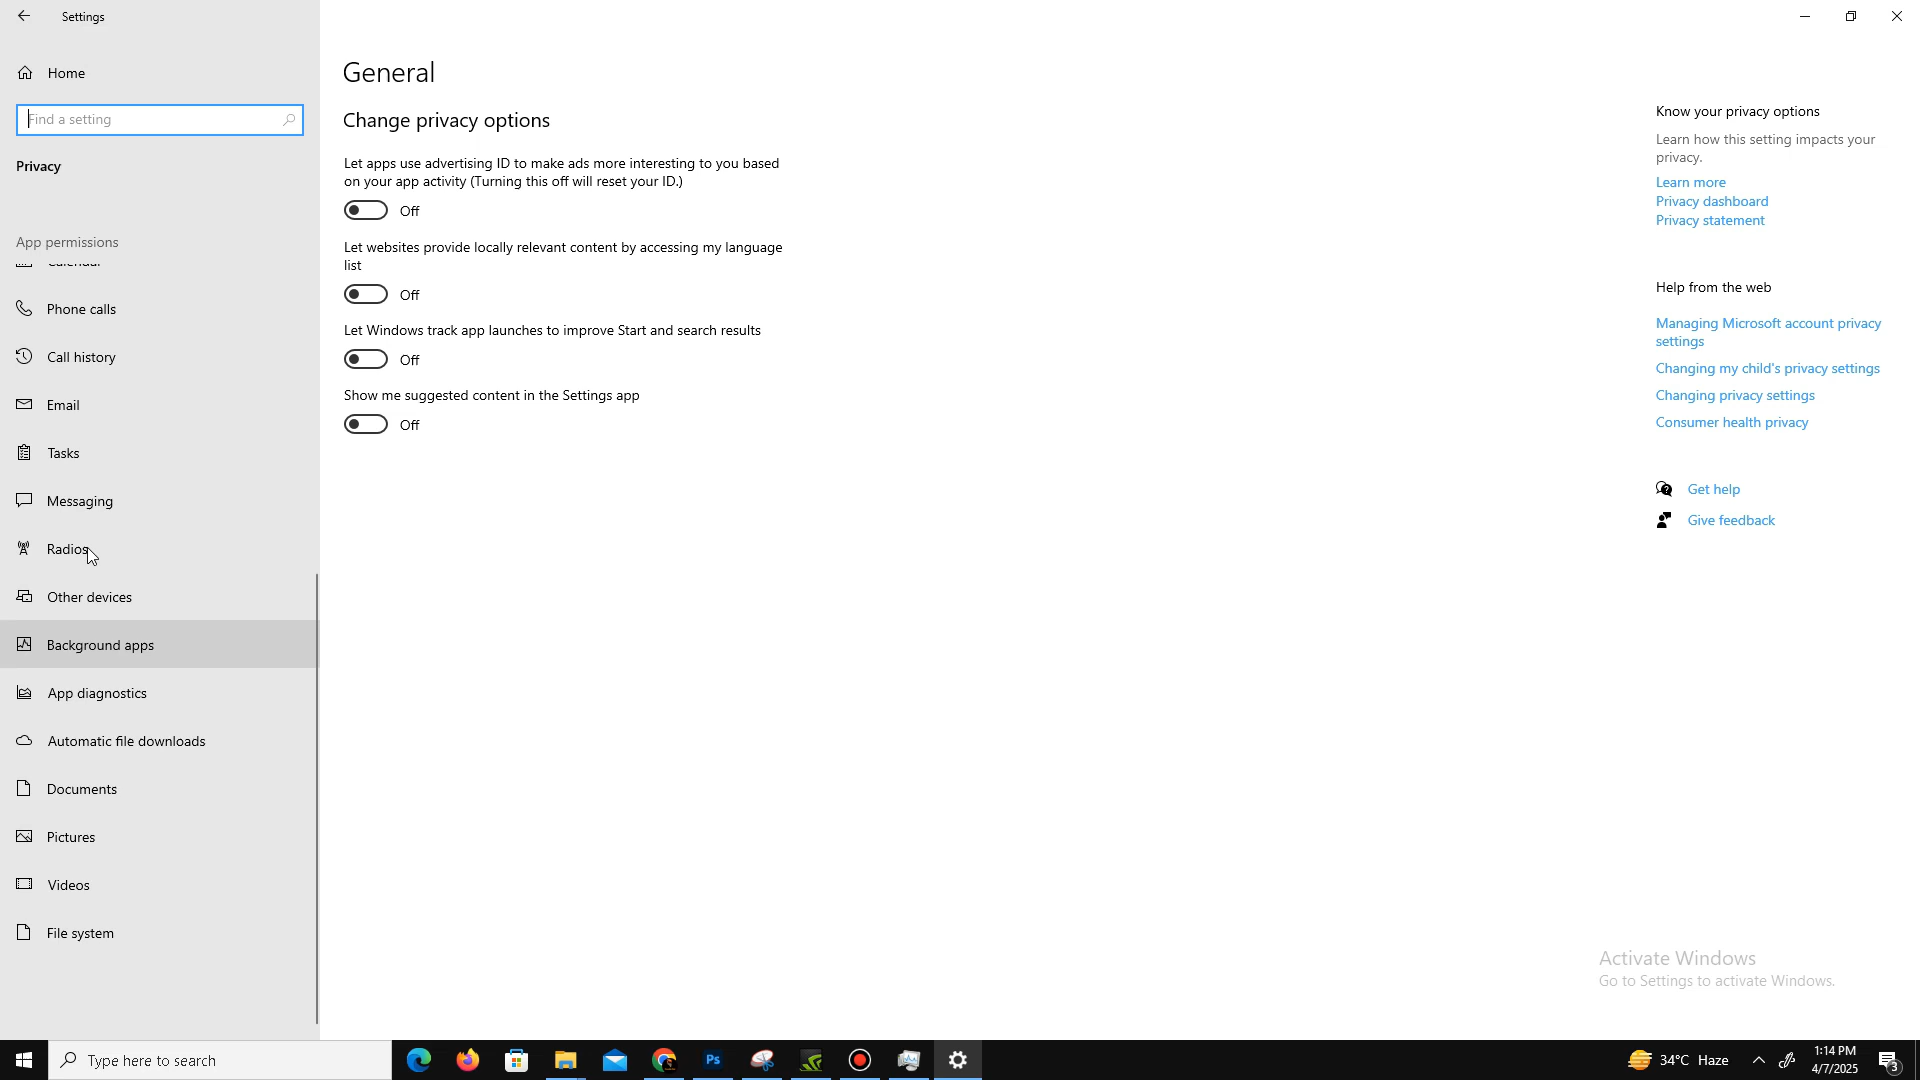 Settings
Home
Find a setting
Privacy
App permissions
Calendar
Phone calls
Call history
Email
Tasks
Messaging
Radios
Other devices
Background apps
App diagnostics
Automatic file downloads
Documents
Pictures
Videos
File system
General
Change privacy options
Let apps use advertising ID to make ads more interesting to you based
on your app activity (Turning this off will reset your ID.)
Off
Let websites provide locally relevant content by accessing my language
list
Off
Let Windows track app launches to improve Start and search results
Off
Show me suggested content in the Settings app
Off
Know your privacy options
Learn how this setting impacts your
privacy.
Learn more
Privacy dashboard
Privacy statement
Help from the web
Managing Microsoft account privacy
settings
Changing my child's privacy settings
Changing privacy settings
Consumer health privacy
Get help
Give feedback
Activate Windows
Go to Settings to activate Windows.
Type here to search
Ps
34°C Haze
1:14 PM
4/7/2025
3